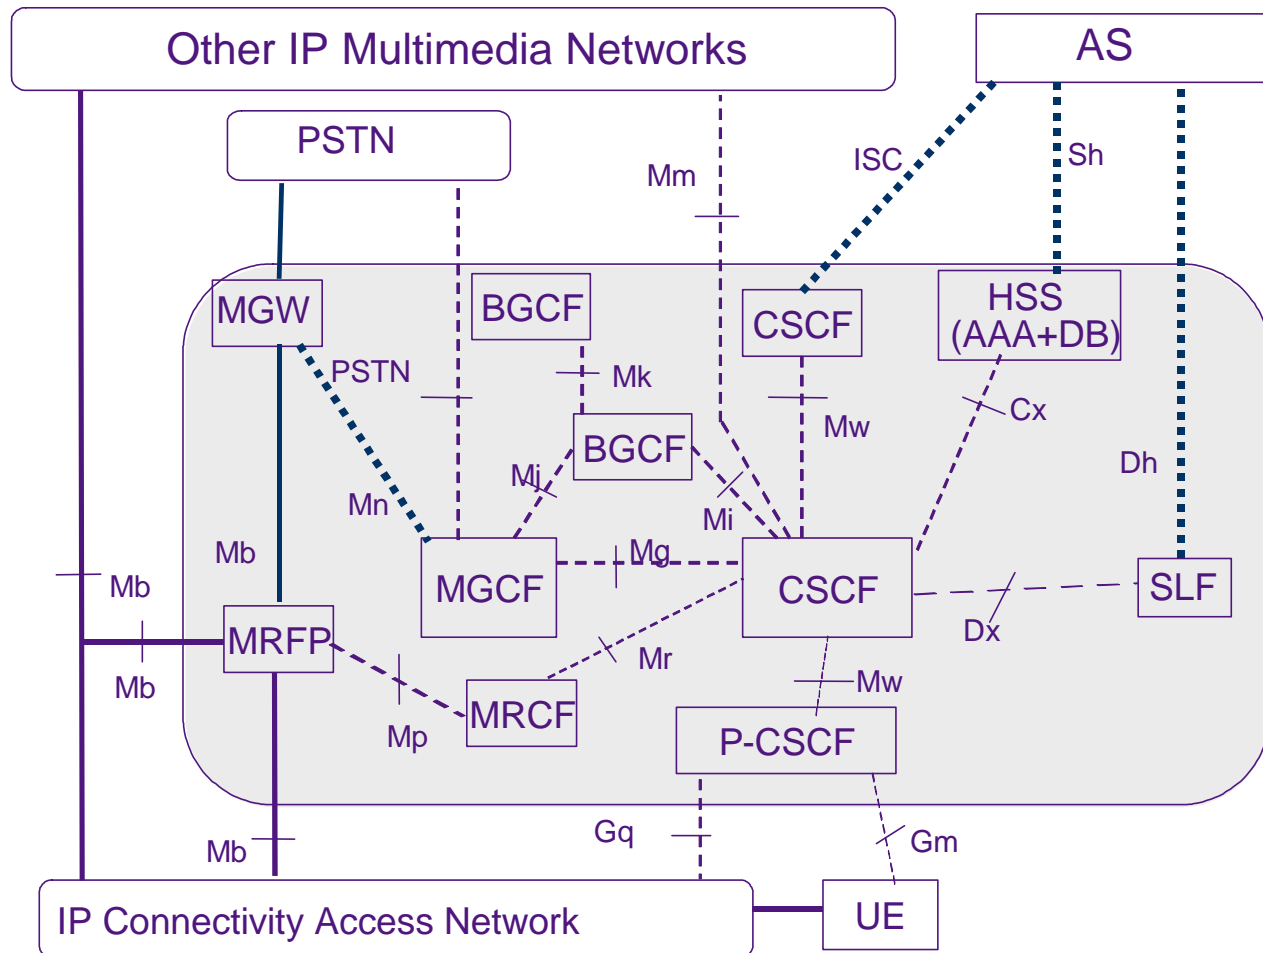 Other IP Multimedia Networks
AS
PSTN
ISC
Sh
Mm
MGW
BGCF
CSCF
HSS
(AAA+DB)
PSTN
Mk
Cx
Mw
BGCF
Dh
Mj
Mn
Mi
Mb
Mg
Mb
MGCF
CSCF
SLF
MRFP
Dx
Mr
Mb
Mw
MRCF
Mp
P-CSCF
Gq
Gm
Mb
IP Connectivity Access Network
UE